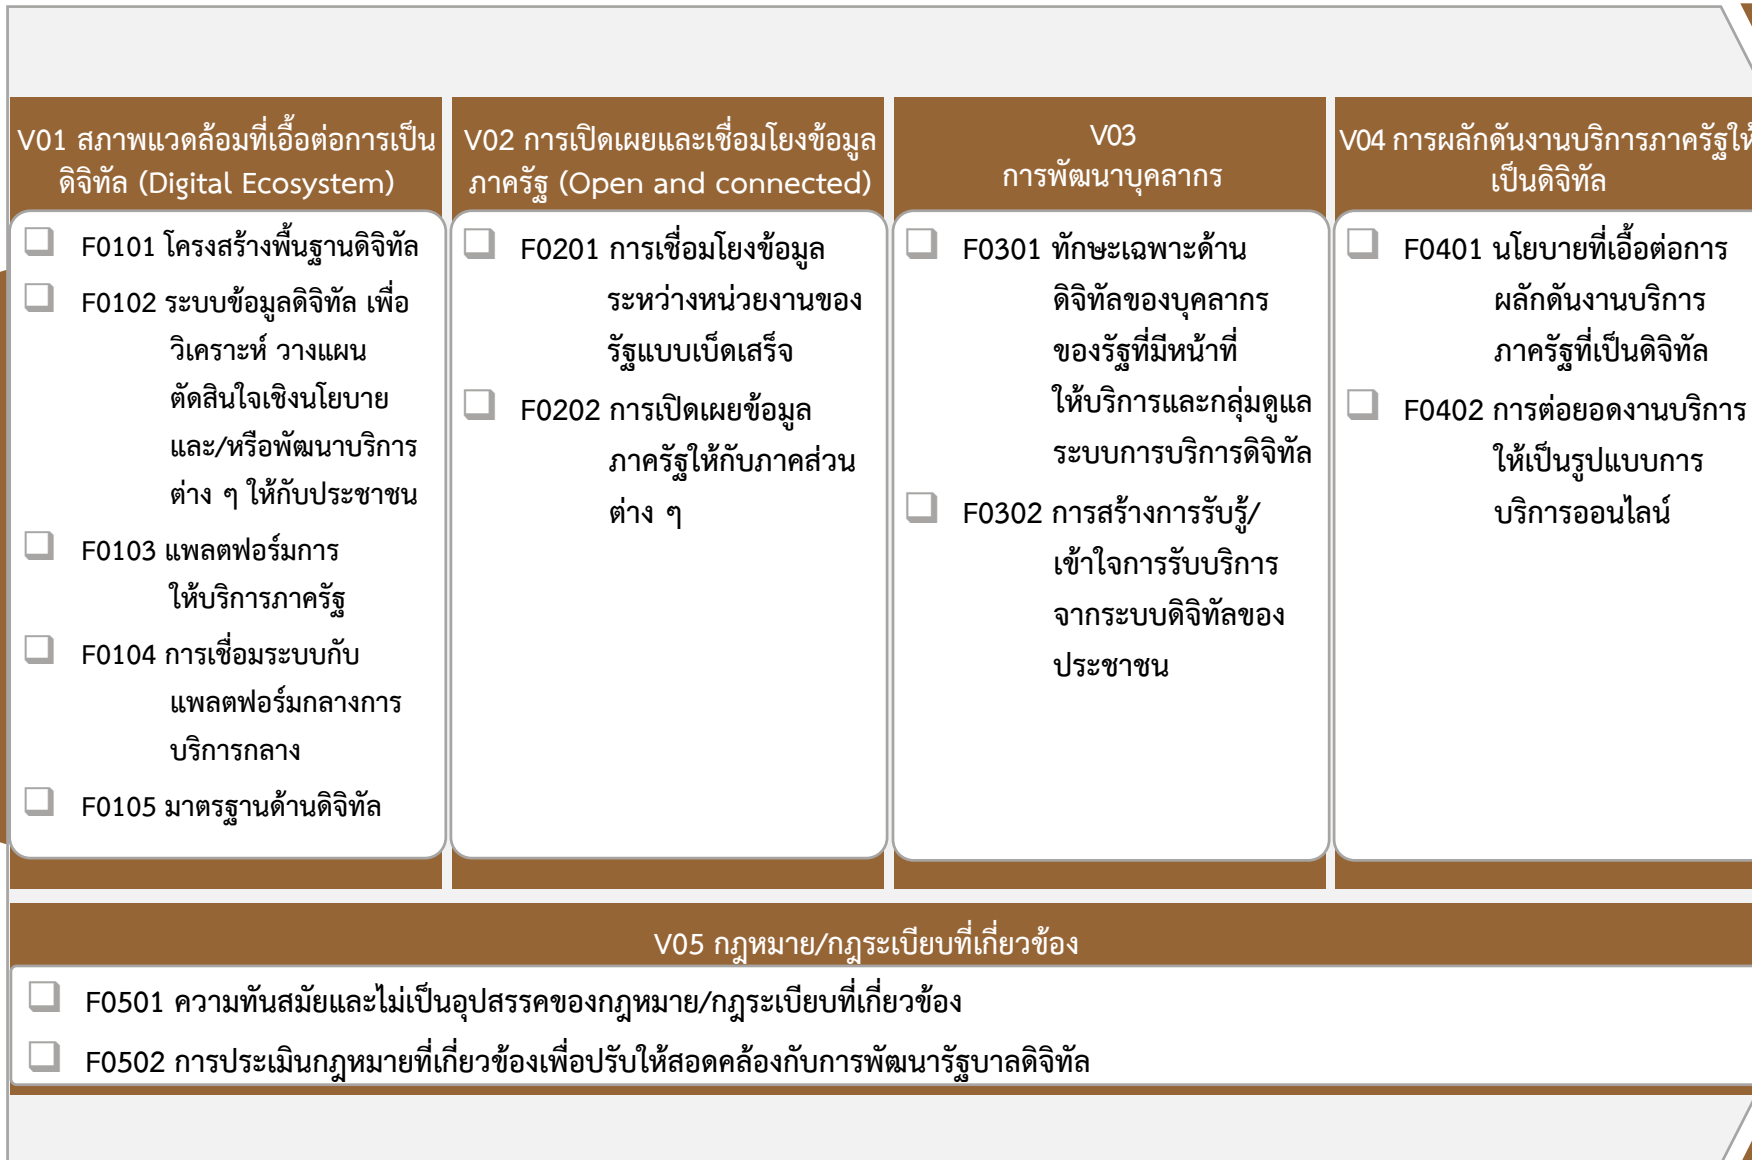 V01 สภาพแวดล้อมที่เอื้อต่อการเป็น
ดิจิทัล (Digital Ecosystem)
F0101 โครงสร้างพื้นฐานดิจิทัล
F0102 ระบบข้อมูลดิจิทัล เพื่อ
วิเคราะห์ วางแผน
ตัดสินใจเชิงนโยบาย
และ/หรือพัฒนาบริการ
ต่าง ๆ ให้กับประชาชน
F0103 แพลตฟอร์มการ
ให้บริการภาครัฐ
F0104 การเชื่อมระบบกับ
แพลตฟอร์มกลางการ
บริการกลาง
F0105 มาตรฐานด้านดิจิทัล
V02 การเปิดเผยและเชื่อมโยงข้อมูล
ภาครัฐ (Open and connected)
F0201 การเชื่อมโยงข้อมูล
ระหว่างหน่วยงานของ
รัฐแบบเบ็ดเสร็จ
F0202 การเปิดเผยข้อมูล
ภาครัฐให้กับภาคส่วน
ต่าง ๆ
V03
การพัฒนาบุคลากร
F0301 ทักษะเฉพาะด้าน
ดิจิทัลของบุคลากร
ของรัฐที่มีหน้าที่
ให้บริการและกลุ่มดูแล
ระบบการบริการดิจิทัล
F0302 การสร้างการรับรู้/
เข้าใจการรับบริการ
จากระบบดิจิทัลของ
ประชาชน
V04 การผลักดันงานบริการภาครัฐให้
เป็นดิจิทัล
F0401 นโยบายที่เอื้อต่อการ
ผลักดันงานบริการ
ภาครัฐที่เป็นดิจิทัล
F0402 การต่อยอดงานบริการ
ให้เป็นรูปแบบการ
บริการออนไลน์
V05 กฎหมาย/กฎระเบียบที่เกี่ยวข้อง
F0501 ความทันสมัยและไม่เป็นอุปสรรคของกฎหมาย/กฎระเบียบที่เกี่ยวข้อง
F0502 การประเมินกฎหมายที่เกี่ยวข้องเพื่อปรับให้สอดคล้องกับการพัฒนารัฐบาลดิจิทัล